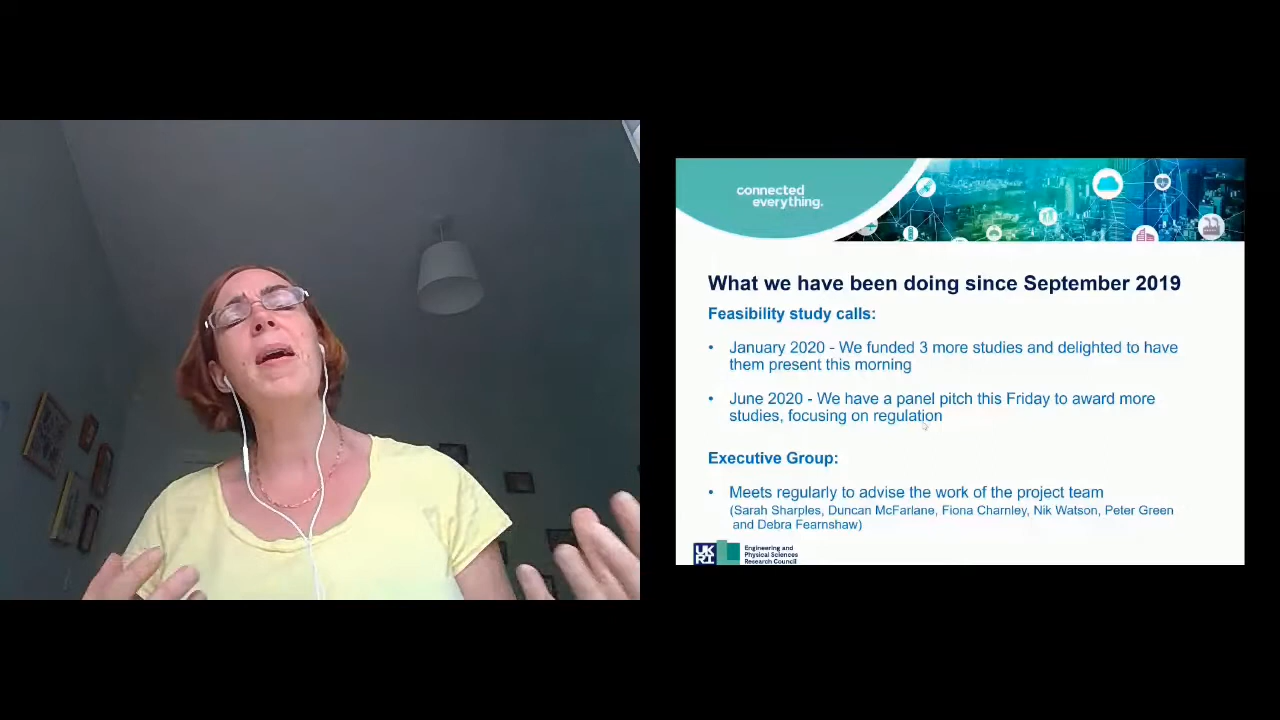 connected
everything.
What we have been doing since September 2019
Feasibility study calls:
• January 2020 - We funded 3 more studies and delighted to have
them present this morning
• June 2020 - We have a panel pitch this Friday to award more
studies, focusing on regulation
Executive Group:
• Meets regularly to advise the work of the project team
(Sarah Sharples, Duncan McFarlane, Fiona Charnley, Nik Watson, Peter Green
and Debra Fearnshaw)
UK
RI
Engineering and
Physical Sciences
Research Council